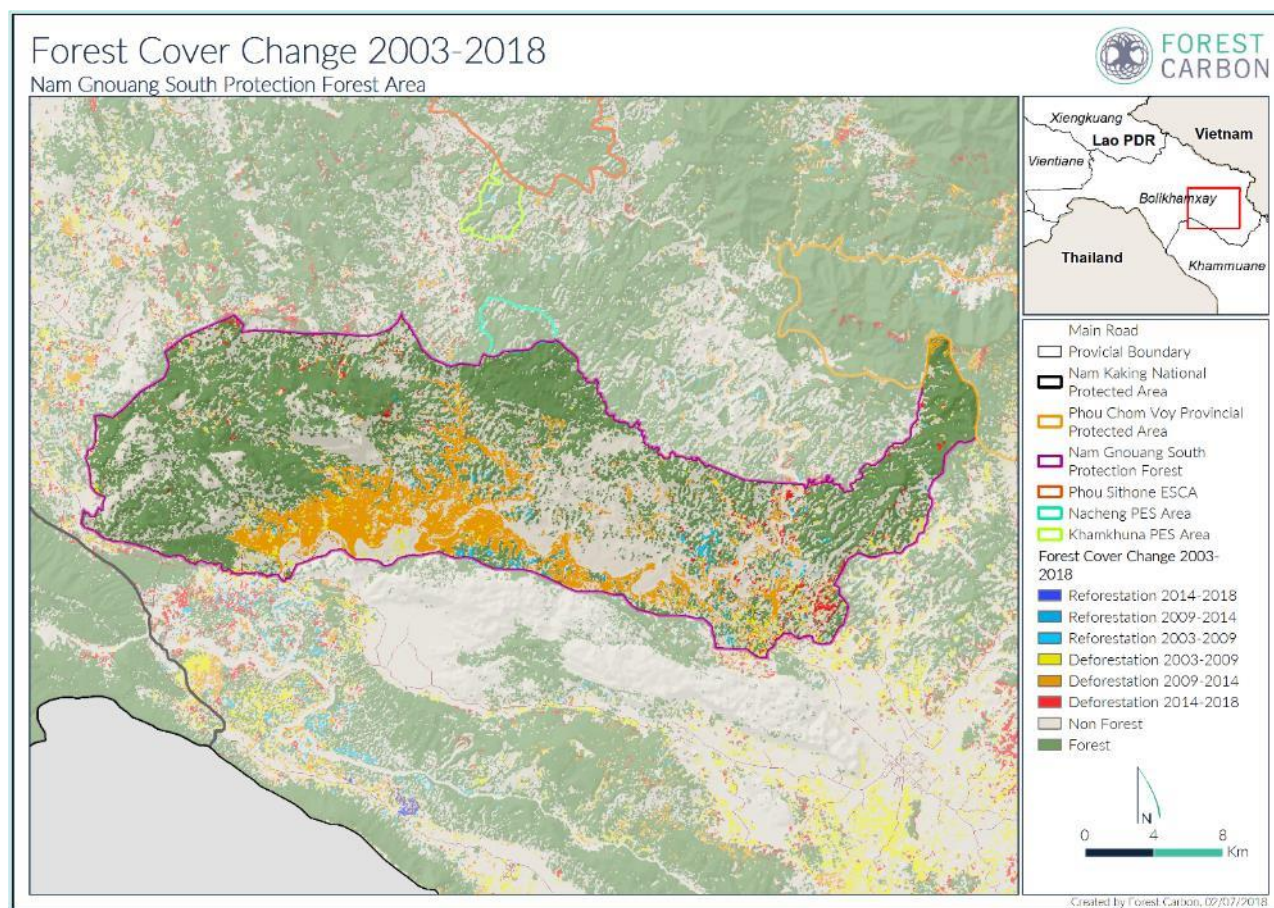 Forest Cover Change 2003-2018
Nam Gnouang South Protection Forest Area
FOREST
CARBON
Xiengkuang
Vietnam
Lao PDR
Vientiane
Bolikhamxay
Thailand
Khammuane
Main Road
Provicial Boundary
Nam Kaking National
Protected Area
Phou Chom Voy Provincial
Protected Area
Nam Gnouang South
Protection Forest
Phou Sithone ESCA
Nacheng PES Area
Khamkhuna PES Area
Forest Cover Change 2003-
2018
Reforestation 2014-2018
Reforestation 2009-2014
Reforestation 2003-2009
Deforestation 2003-2009
Deforestation 2009-2014
Deforestation 2014-2018
Non Forest
Forest
N
0 4 8
Km
Created by Forest Carbon, 02/07/2018